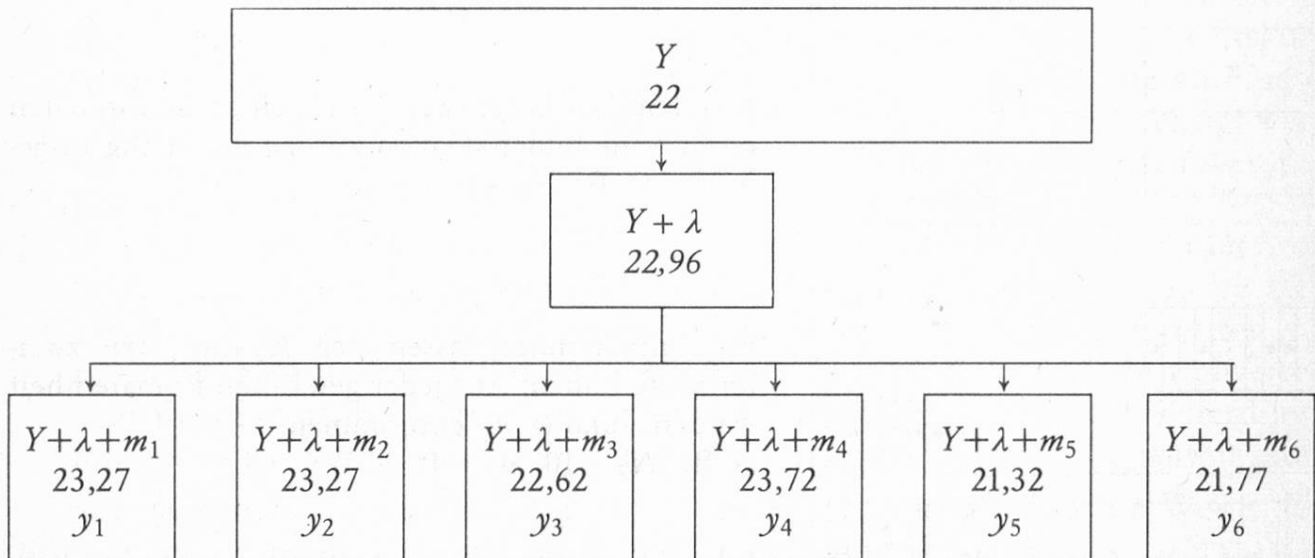 Y
22
Y + λ
22,96
Y+λ+m₁
23,27
y₁
Y+λ+m₂
23,27
y₂
Y+λ+m₃
22,62
y₃
Y+λ+m₄
23,72
y₄
Y+λ+m₅
21,32
y₅
Y+λ+m₆
21,77
y₆